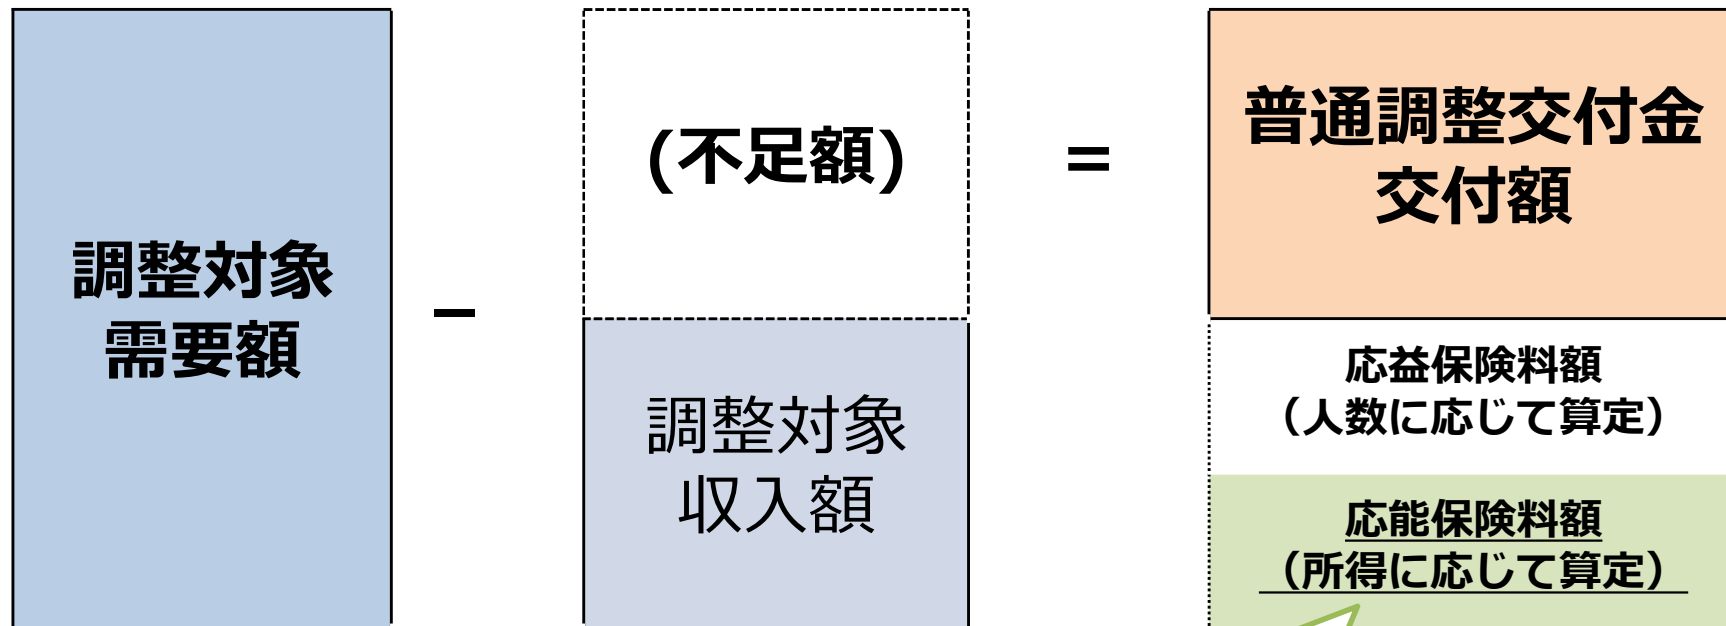 調整対象
需要額
−
(不足額)
調整対象
収入額
=
普通調整交付金
交付額
応益保険料額
（人数に応じて算定）
応能保険料額
（所得に応じて算定）